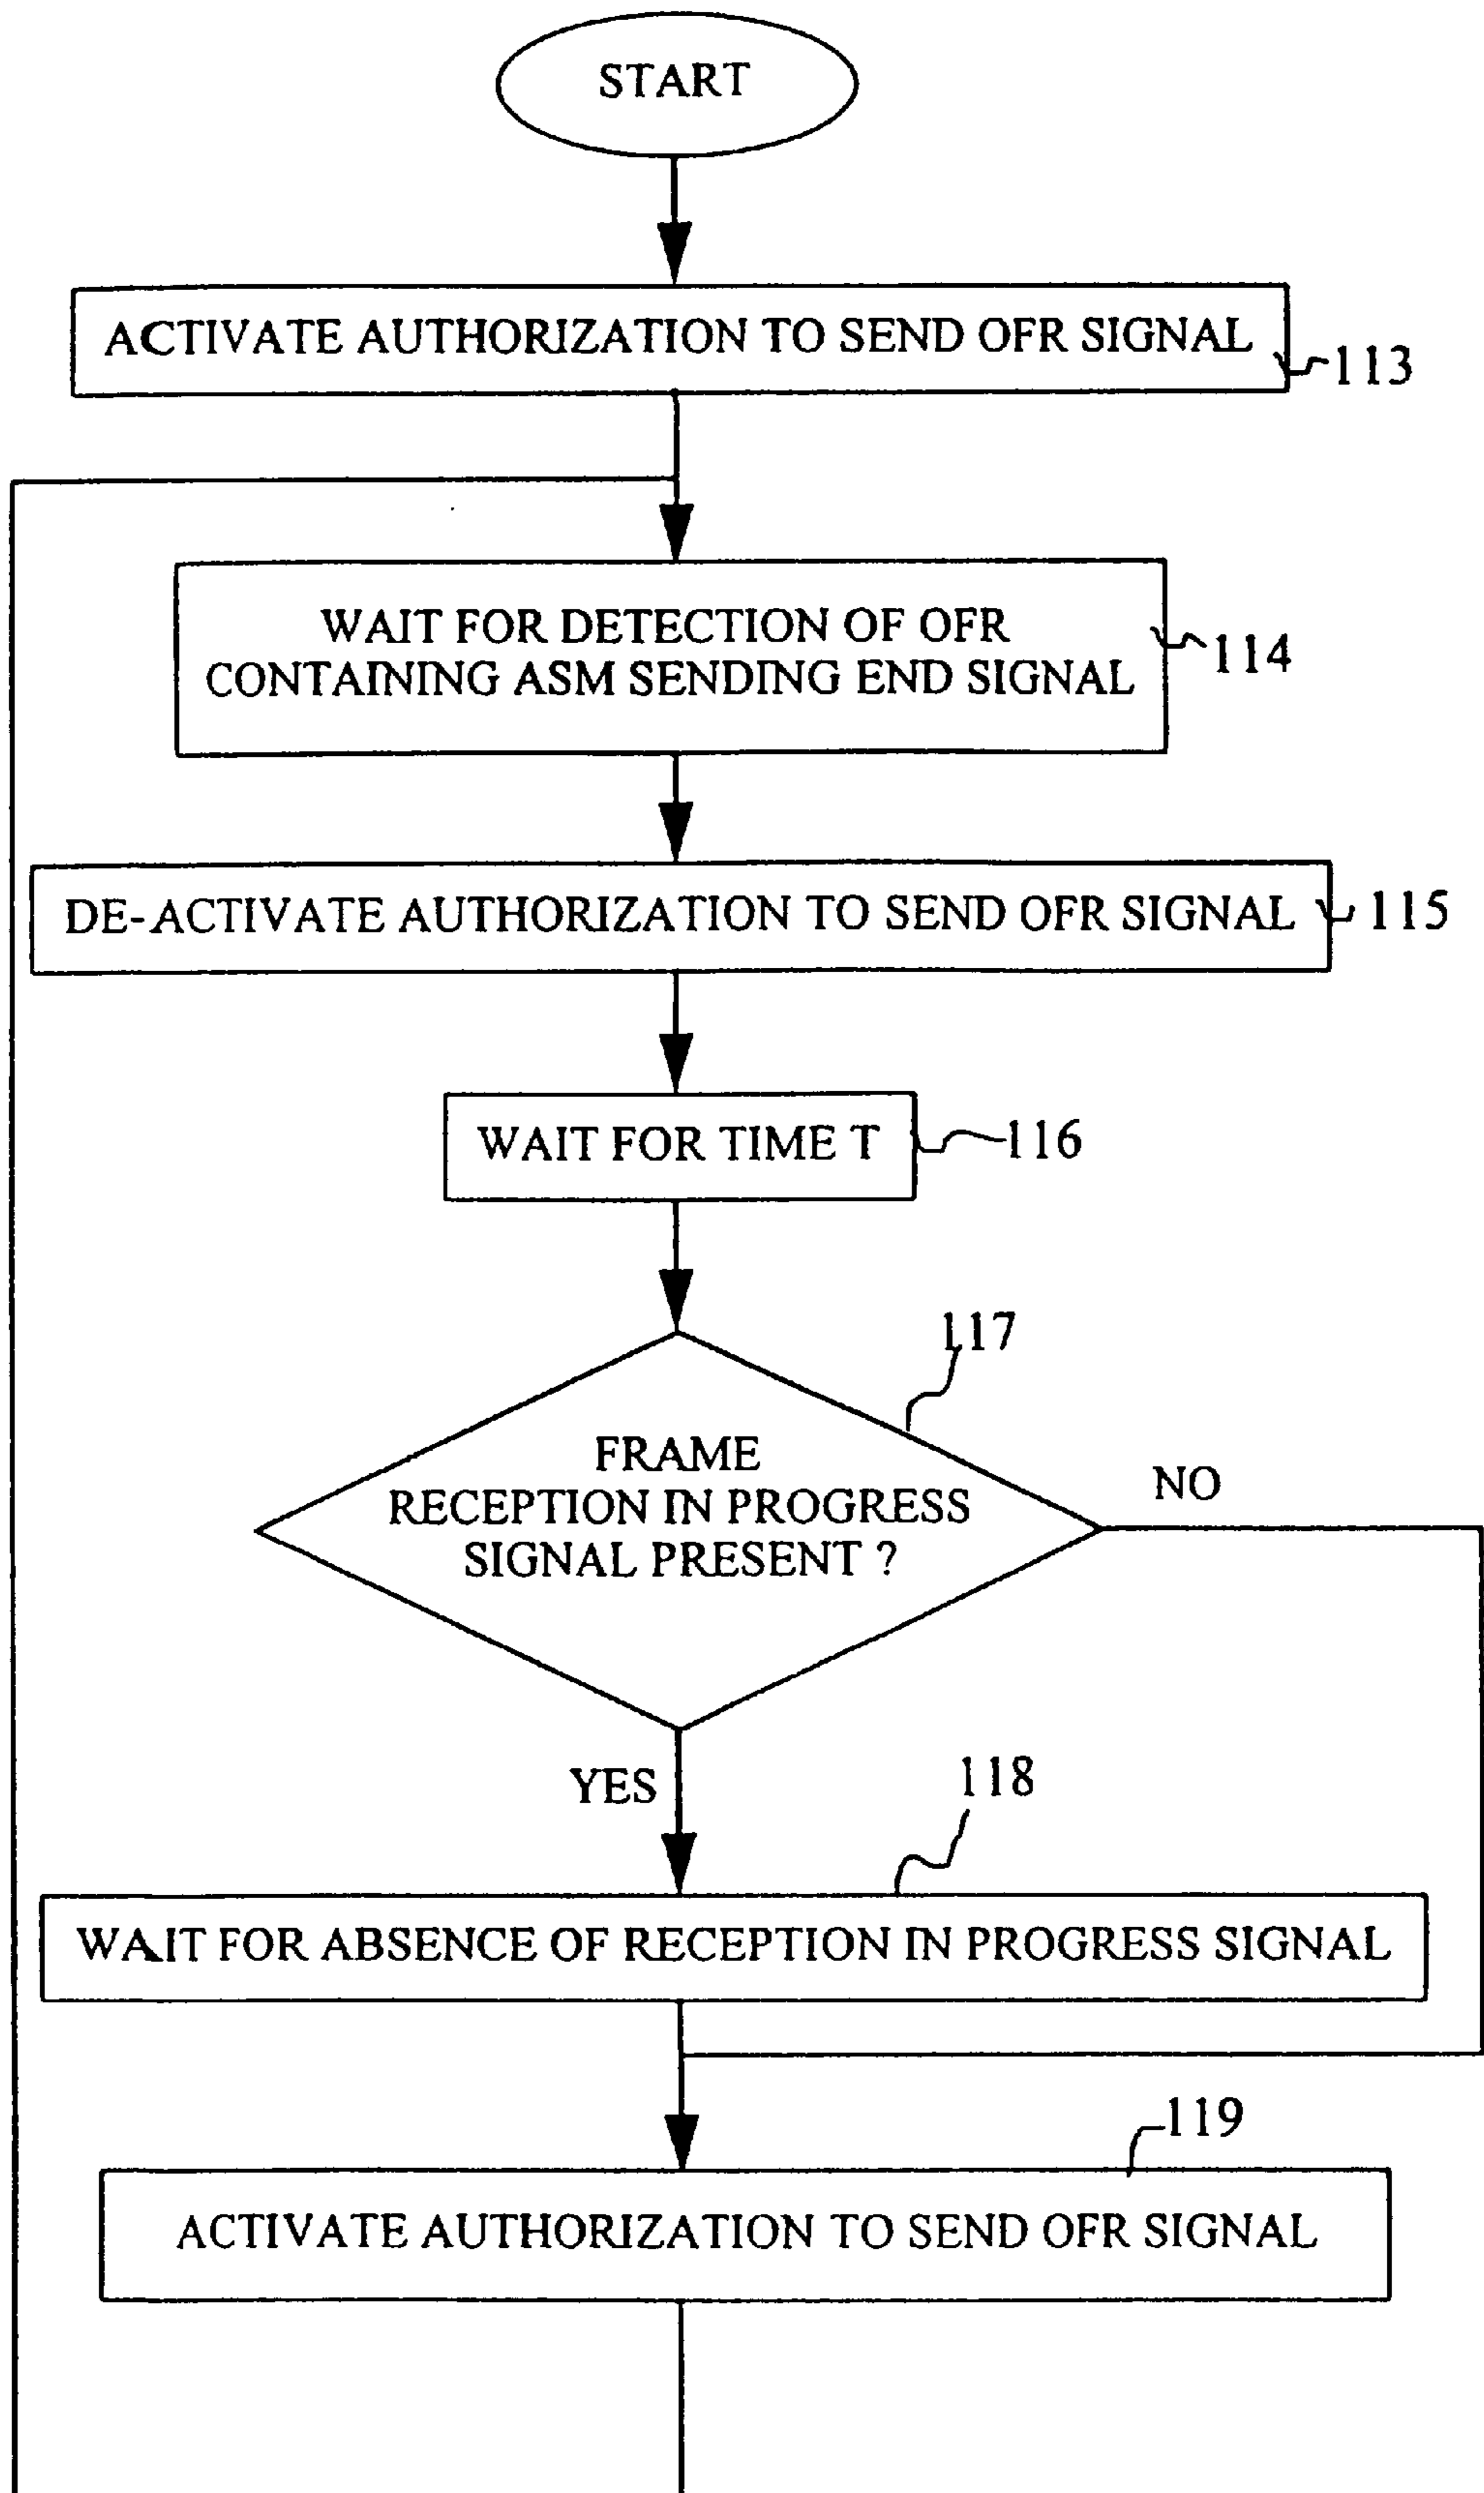 START
ACTIVATE AUTHORIZATION TO SEND OFR SIGNAL
113
WAIT FOR DETECTION OF OFR
CONTAINING ASM SENDING END SIGNAL
114
DE-ACTIVATE AUTHORIZATION TO SEND OFR SIGNAL
115
WAIT FOR TIME T
116
117
FRAME
RECEPTION IN PROGRESS
SIGNAL PRESENT ?
NO
YES
118
WAIT FOR ABSENCE OF RECEPTION IN PROGRESS SIGNAL
119
ACTIVATE AUTHORIZATION TO SEND OFR SIGNAL